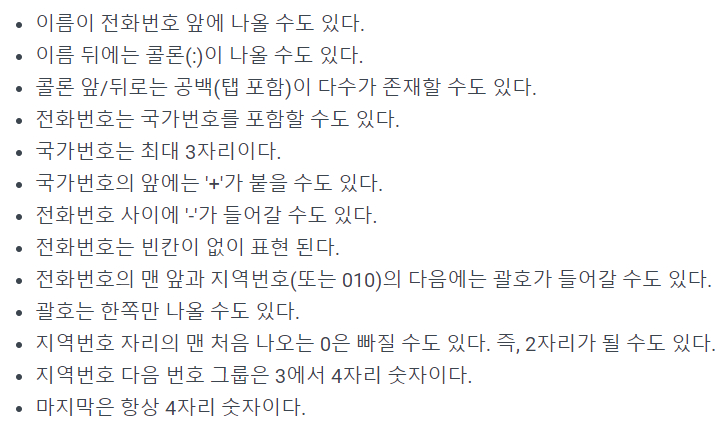 이름이 전화번호 앞에 나올 수도 있다.
이름 뒤에는 콜론(:)이 나올 수도 있다.
콜론 앞/뒤로는 공백(탭 포함)이 다수가 존재할 수도 있다.
전화번호는 국가번호를 포함할 수도 있다.
국가번호는 최대 3자리이다.
국가번호의 앞에는 '+'가 붙을 수도 있다.
전화번호 사이에 '-'가 들어갈 수도 있다.
전화번호는 빈칸이 없이 표현 된다.
전화번호의 맨 앞과 지역번호(또는 010)의 다음에는 괄호가 들어갈 수도 있다.
괄호는 한쪽만 나올 수도 있다.
지역번호 자리의 맨 처음 나오는 0은 빠질 수도 있다. 즉, 2자리가 될 수도 있다.
지역번호 다음 번호 그룹은 3에서 4자리 숫자이다.
마지막은 항상 4자리 숫자이다.